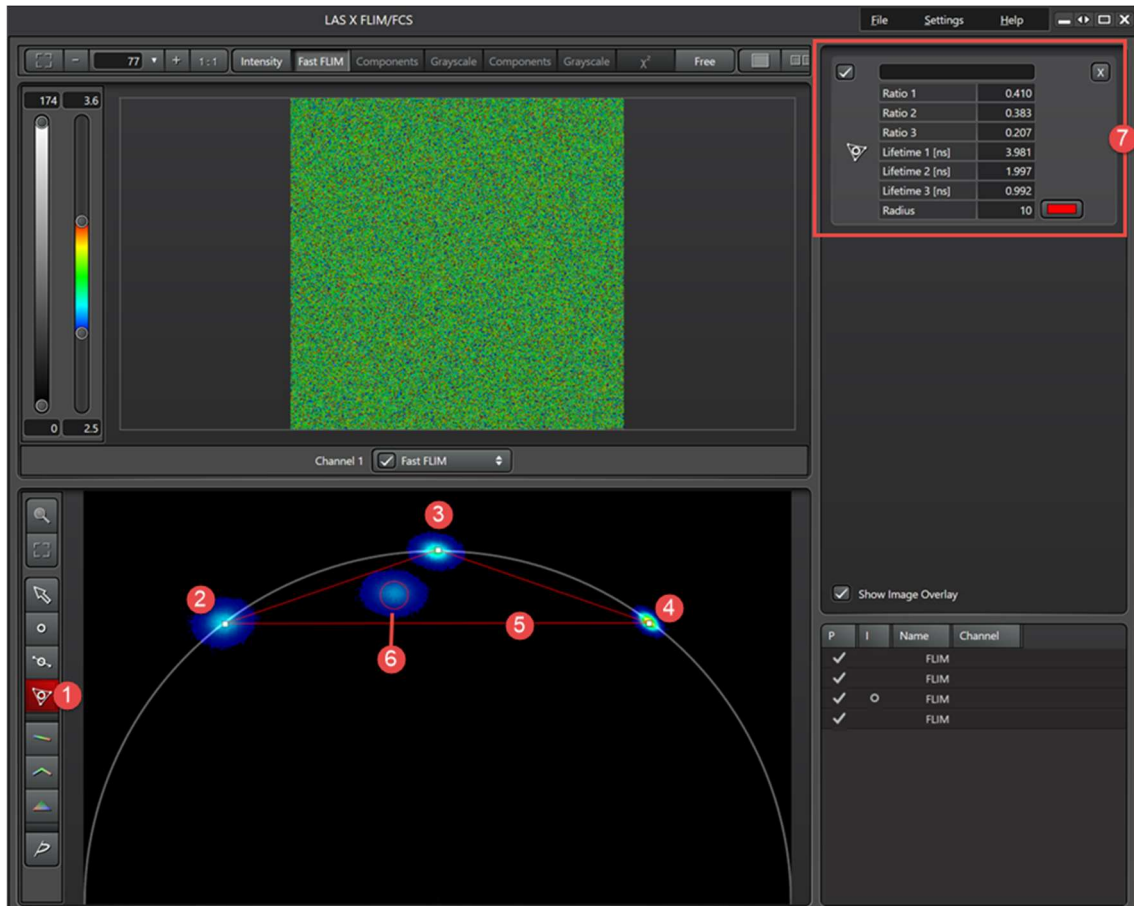 LAS X FLIM/FCS
File Settings Help
77 1:1 Intensity Fast FLIM Components Grayscale Components Grayscale χ² Free
174 3.6
0 2.5
Channel 1 Fast FLIM
X
Ratio 1 0.410
Ratio 2 0.383
Ratio 3 0.207
Lifetime 1 [ns] 3.981
Lifetime 2 [ns] 1.997
Lifetime 3 [ns] 0.992
Radius 10
7
3
2
4
5
6
1
Show Image Overlay
P I Name Channel
FLIM
FLIM
FLIM
FLIM